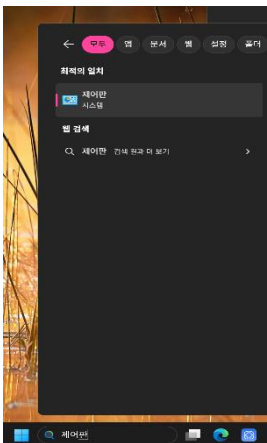 모두 앱 문서 웹 설정 폴더
최적의 일치
제어판
시스템
웹 검색
제어판 검색 결과 더 보기
제어판